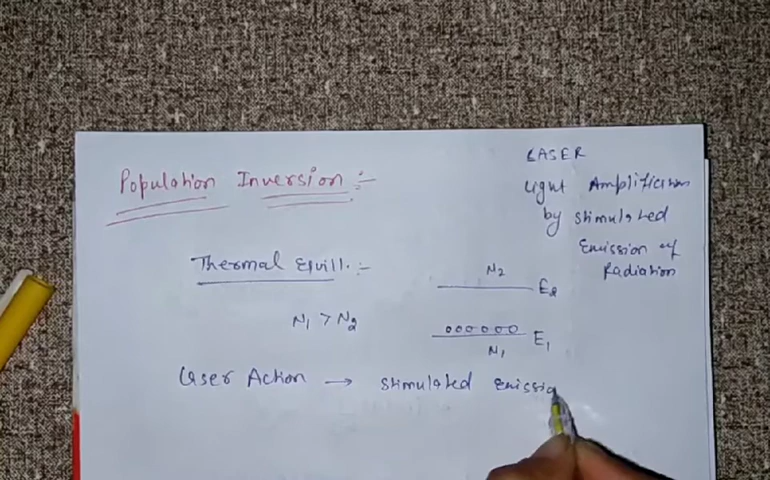 Population Inversion :-
LASER
Light Amplification
by stimulated
Emission of
Radiation
Thermal Equill. :-
N1 > N2
N2
E2
oooooo
N1
E1
Laser Action → stimulated Emissio